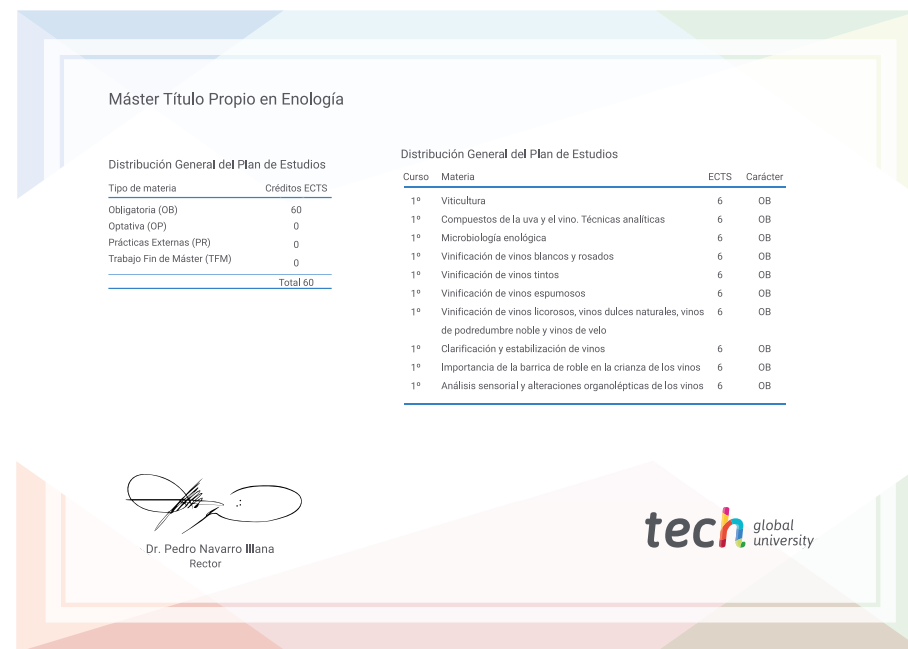 Máster Título Propio en Enología
Distribución General del Plan de Estudios
Tipo de materia Créditos ECTS
Obligatoria (OB) 60
Optativa (OP) 0
Prácticas Externas (PR) 0
Trabajo Fin de Máster (TFM) 0
Total 60
Distribución General del Plan de Estudios
Curso Materia ECTS Carácter
1º Viticultura 6 OB
1º Compuestos de la uva y el vino. Técnicas analíticas 6 OB
1º Microbiología enológica 6 OB
1º Vinificación de vinos blancos y rosados 6 OB
1º Vinificación de vinos tintos 6 OB
1º Vinificación de vinos espumosos 6 OB
1º Vinificación de vinos licorosos, vinos dulces naturales, vinos 6 OB
de podredumbre noble y vinos de velo
1º Clarificación y estabilización de vinos 6 OB
1º Importancia de la barrica de roble en la crianza de los vinos 6 OB
1º Análisis sensorial y alteraciones organolépticas de los vinos 6 OB
Dr. Pedro Navarro Illana
Rector
tech global
university